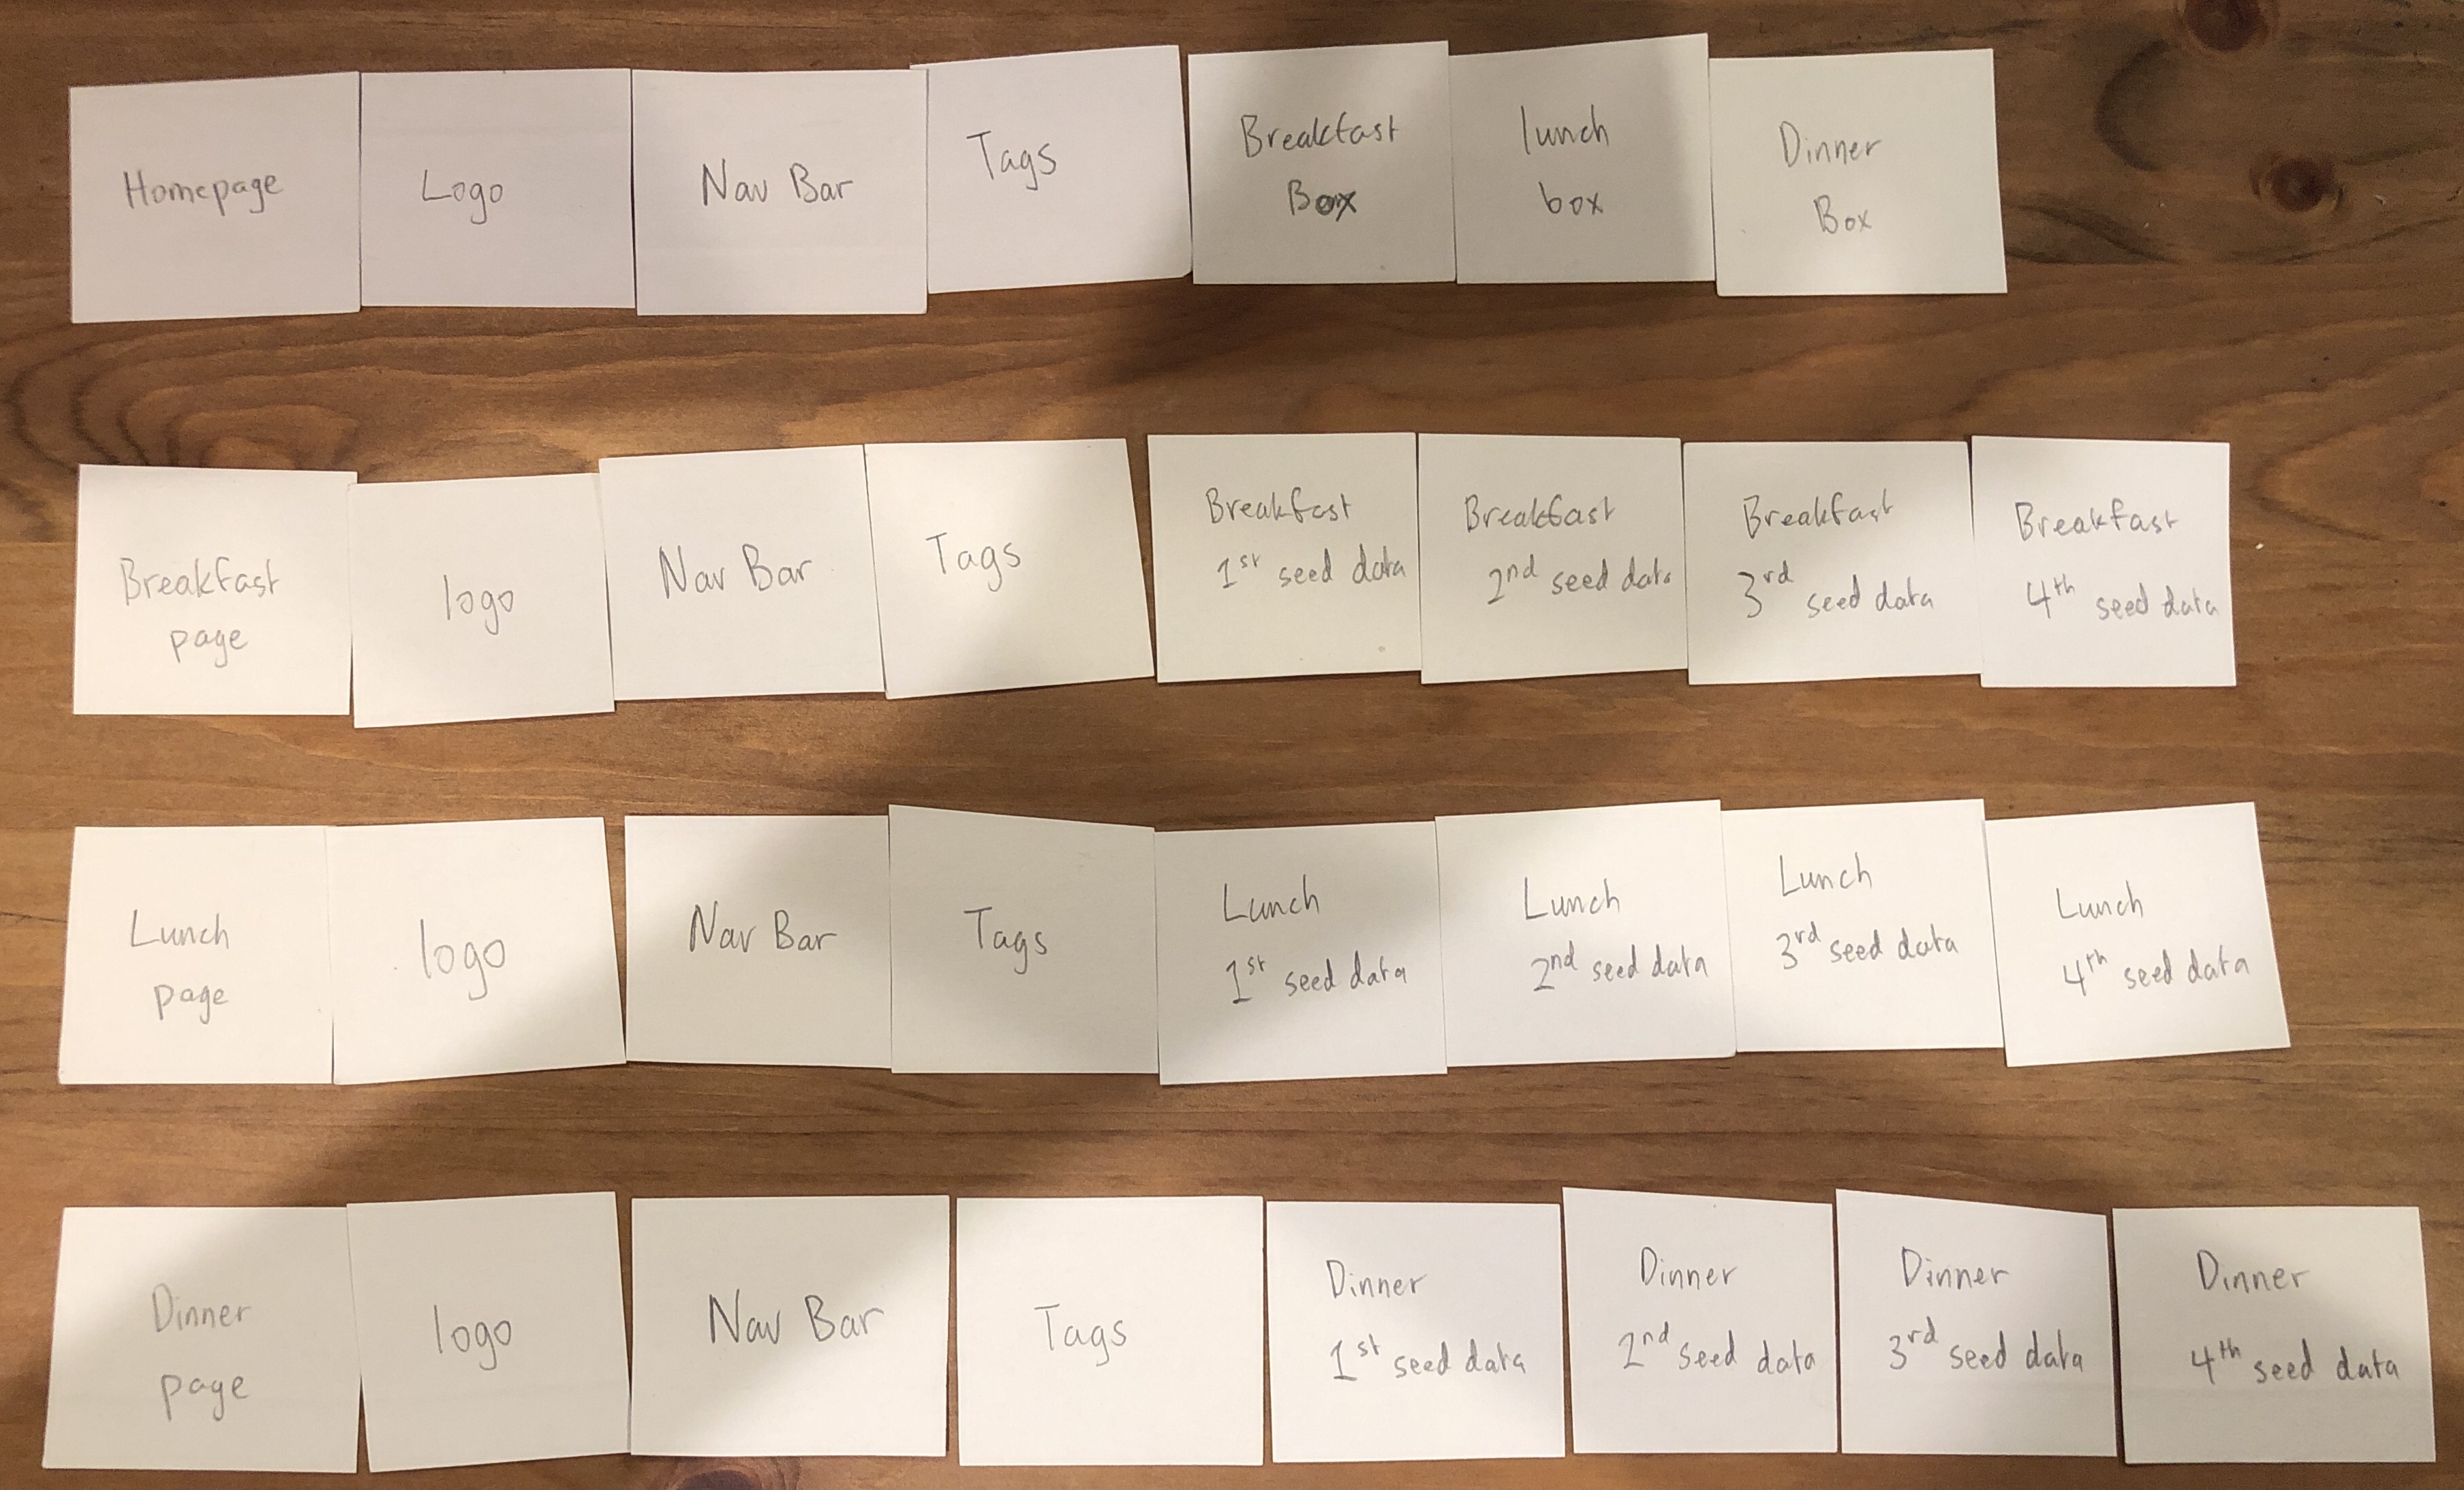 Homepage
Logo
Nav Bar
Tags
Breakfast
Box
lunch
box
Dinner
Box
Breakfast
page
logo
Nav Bar
Tags
Breakfast
1st seed data
Breakfast
2nd seed data
Breakfast
3rd seed data
Breakfast
4th seed data
Lunch
page
logo
Nav Bar
Tags
Lunch
1st seed data
Lunch
2nd seed data
Lunch
3rd seed data
Lunch
4th seed data
Dinner
page
logo
Nav Bar
Tags
Dinner
1st seed data
Dinner
2nd seed data
Dinner
3rd seed data
Dinner
4th seed data